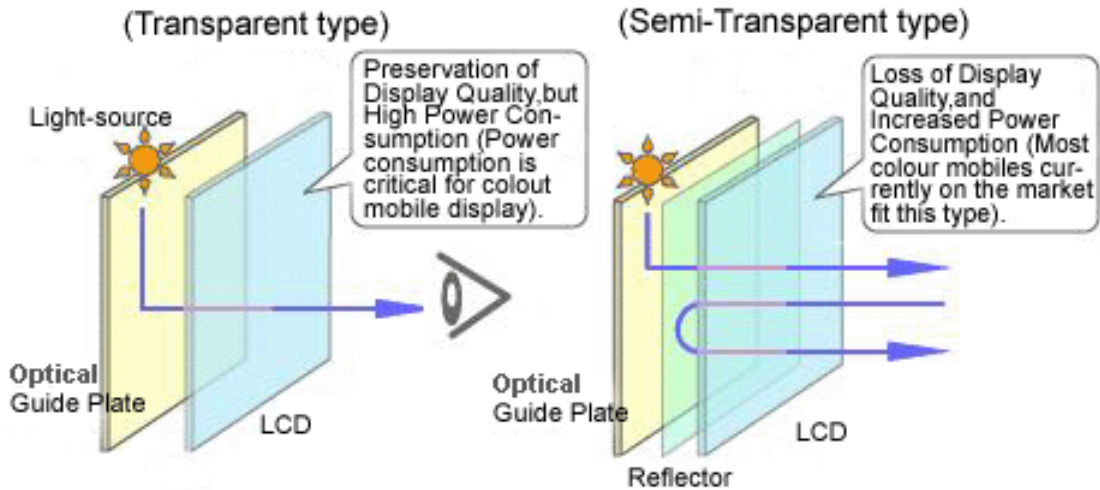 (Transparent type)
Light-source
Preservation of
Display Quality,but
High Power Con-
sumption (Power
consumption is
critical for colout
mobile display).
Optical
Guide Plate
LCD
(Semi-Transparent type)
Loss of Display
Quality,and
Increased Power
Consumption (Most
colour mobiles cur-
rently on the market
fit this type).
Optical
Guide Plate
LCD
Reflector